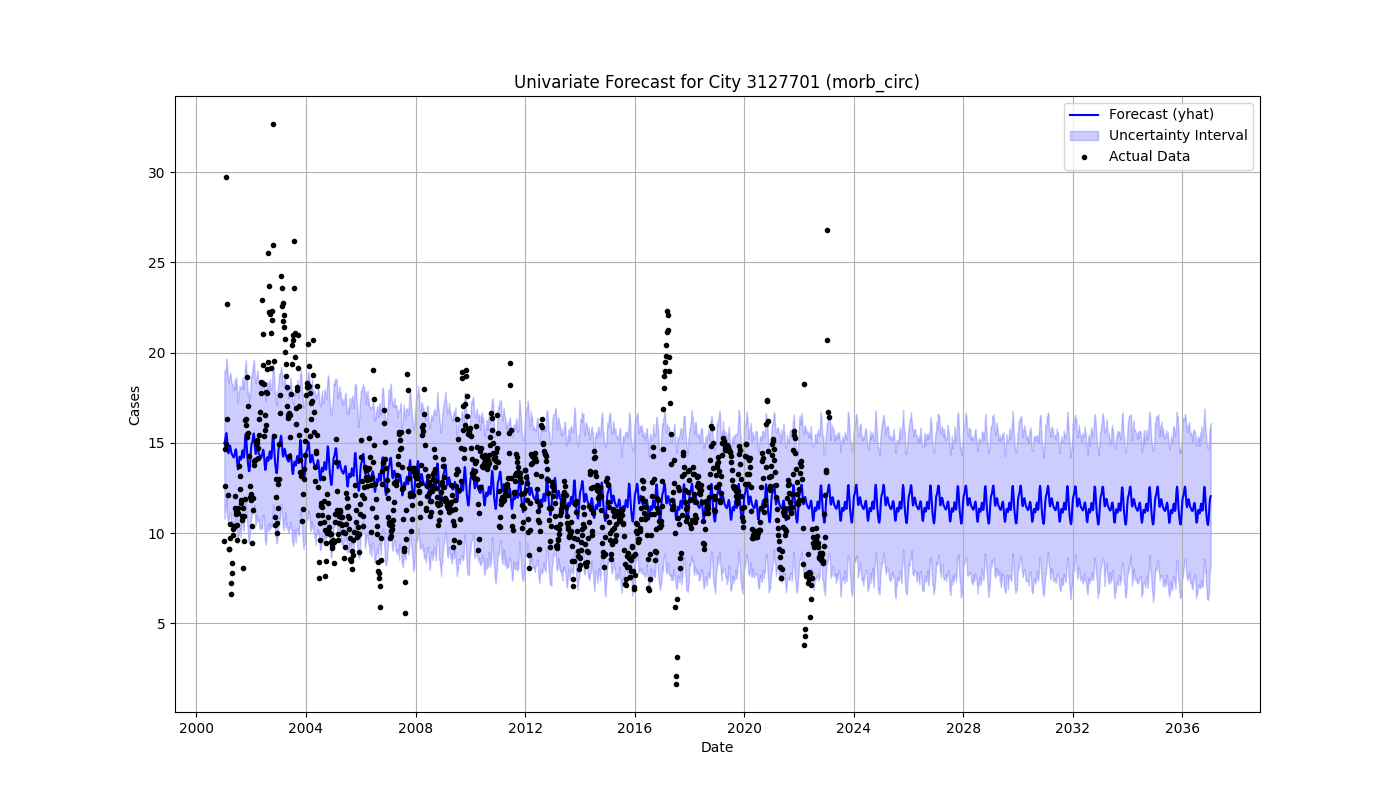 Univariate Forecast for City 3127701 (morb_circ)
Forecast (yhat)
Uncertainty Interval
Actual Data
Cases
30
25
20
15
10
5
2000 2004 2008 2012 2016 2020 2024 2028 2032 2036
Date